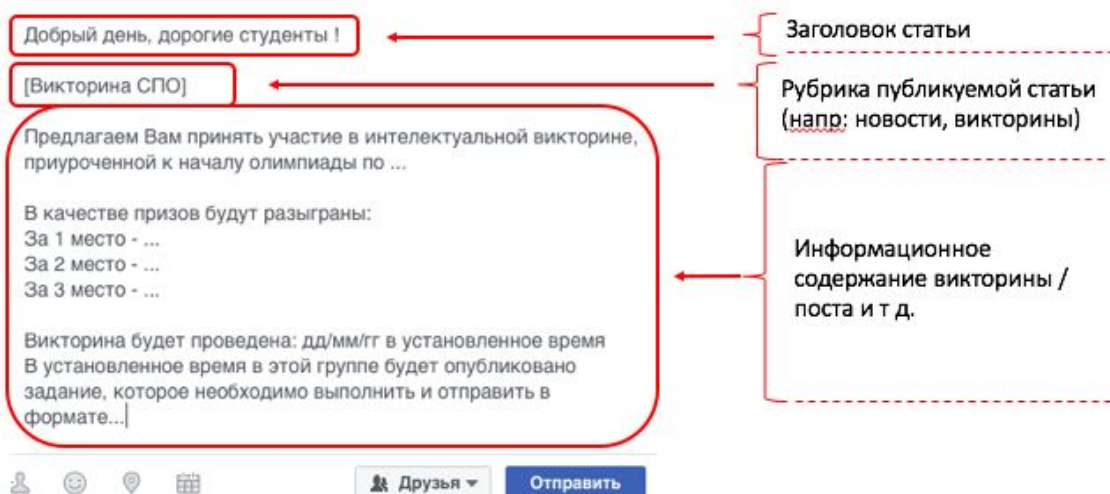 Добрый день, дорогие студенты !
[Викторина СПО]
Предлагаем Вам принять участие в интелектуальной викторине,
приуроченной к началу олимпиады по ...
В качестве призов будут разыграны:
За 1 место - ...
За 2 место - ...
За 3 место - ...
Викторина будет проведена: дд/мм/гг в установленное время
В установленное время в этой группе будет опубликовано
задание, которое необходимо выполнить и отправить в
формате...
Друзья
Отправить
Заголовок статьи
Рубрика публикуемой статьи
(напр: новости, викторины)
Информационное
содержание викторины /
поста и т д.